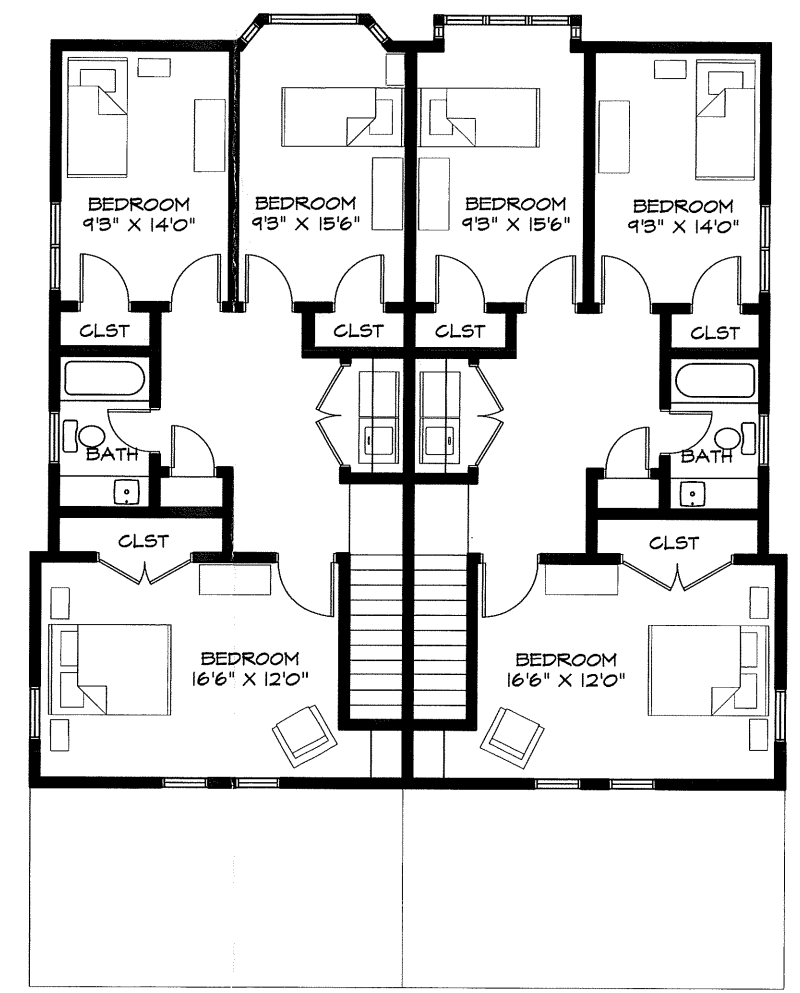 BEDROOM
9'3" X 14'0"
BEDROOM
9'3" X 15'6"
BEDROOM
9'3" X 15'6"
BEDROOM
9'3" X 14'0"
CLST
CLST
CLST
CLST
BATH
BATH
CLST
CLST
BEDROOM
16'6" X 12'0"
BEDROOM
16'6" X 12'0"